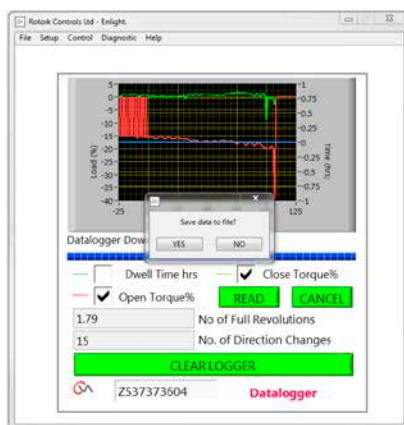 Rotork Controls Ltd - Enlight.
File Setup Control Diagnostic Help
5
0
-5
-10
-15
-20
-25
-30
-35
-40
Load (%)
1
0.75
0.5
0.25
0
-0.25
-0.5
-0.75
-1
Time (hrs)
-25
125
Save data to file?
YES NO
Datalogger Dow
Dwell Time hrs Close Torque%
Open Torque% READ CANCEL
1.79 No of Full Revolutions
15 No. of Direction Changes
CLEAR LOGGER
ZS37373604 Datalogger